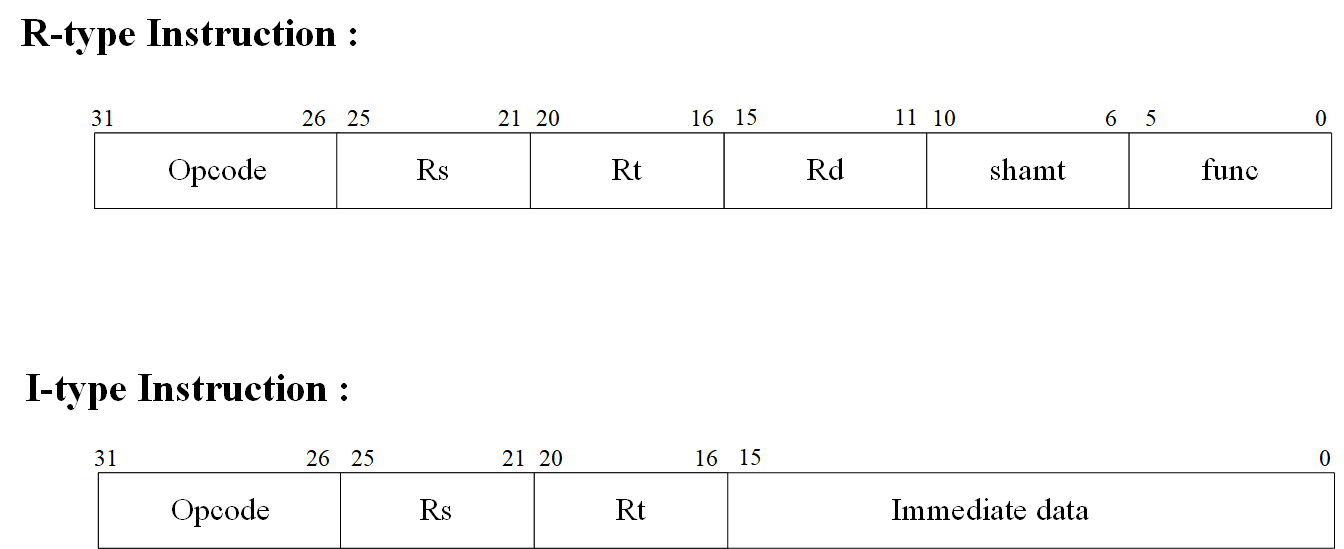 R-type Instruction :
31 26 25 21 20 16 15 11 10 6 5 0
Opcode Rs Rt Rd shamt func
I-type Instruction :
31 26 25 21 20 16 15 0
Opcode Rs Rt Immediate data